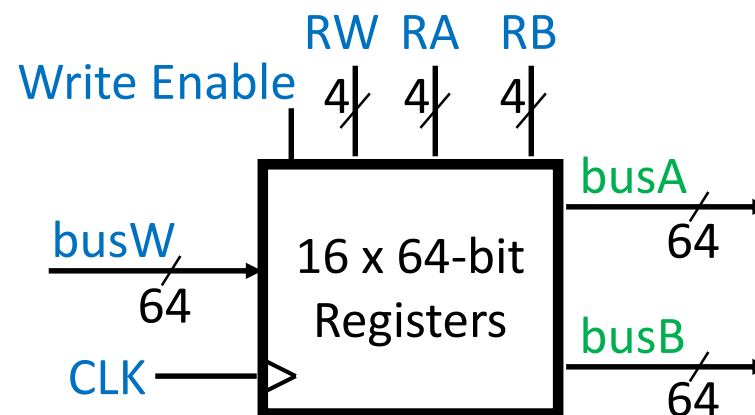 RW RA RB
Write Enable
4 4 4
busA
64
busW
64
16 x 64-bit
Registers
busB
64
CLK